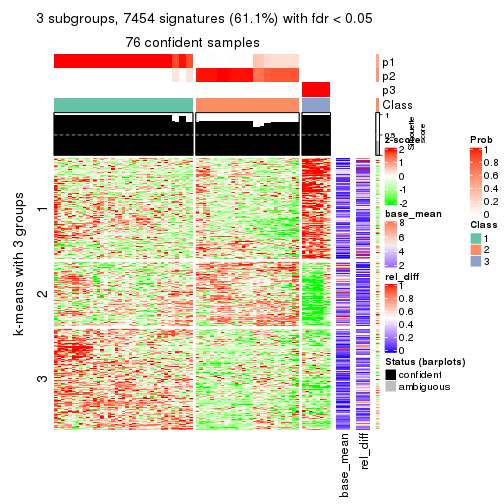 3 subgroups, 7454 signatures (61.1%) with fdr < 0.05
76 confident samples
p1
p2
p3
Class
1
0.5
Silhouette
score
k-means with 3 groups
1
2
3
z-score
2
1
0
-1
-2
base_mean
8
6
4
2
rel_diff
1
0.8
0.6
0.4
0.2
0
Status (barplots)
confident
ambiguous
Prob
1
0.8
0.6
0.4
0.2
0
Class
1
2
3
base_mean
rel_diff